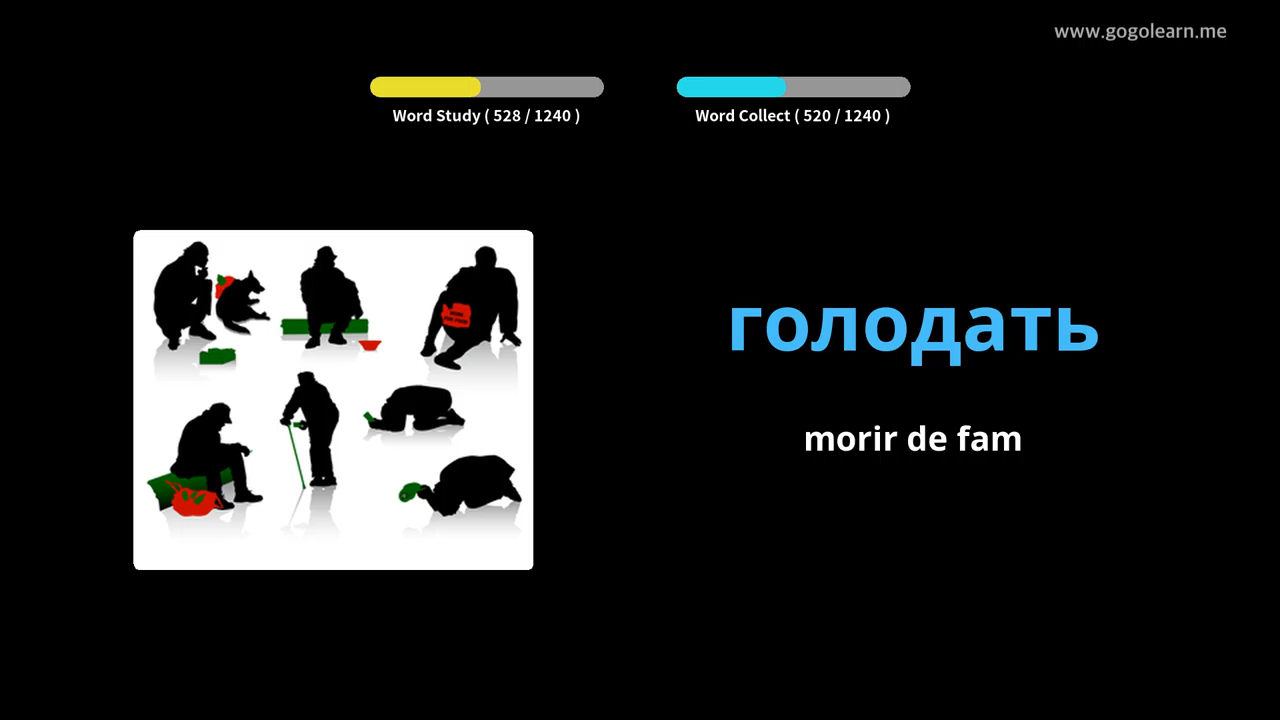 www.gogolearn.me
Word Study ( 528 / 1240 )
Word Collect ( 520 / 1240 )
голодать
morir de fam